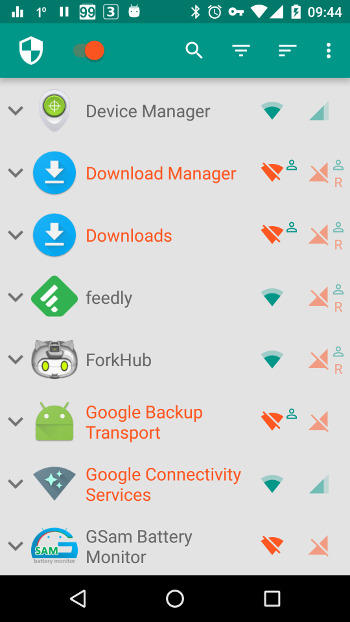 1° 99 3 09:44
Device Manager
Download Manager
R
Downloads
R
feedly
R
ForkHub
R
Google Backup
Transport
Google Connectivity
Services
GSam Battery
Monitor
SAM
battery monitor